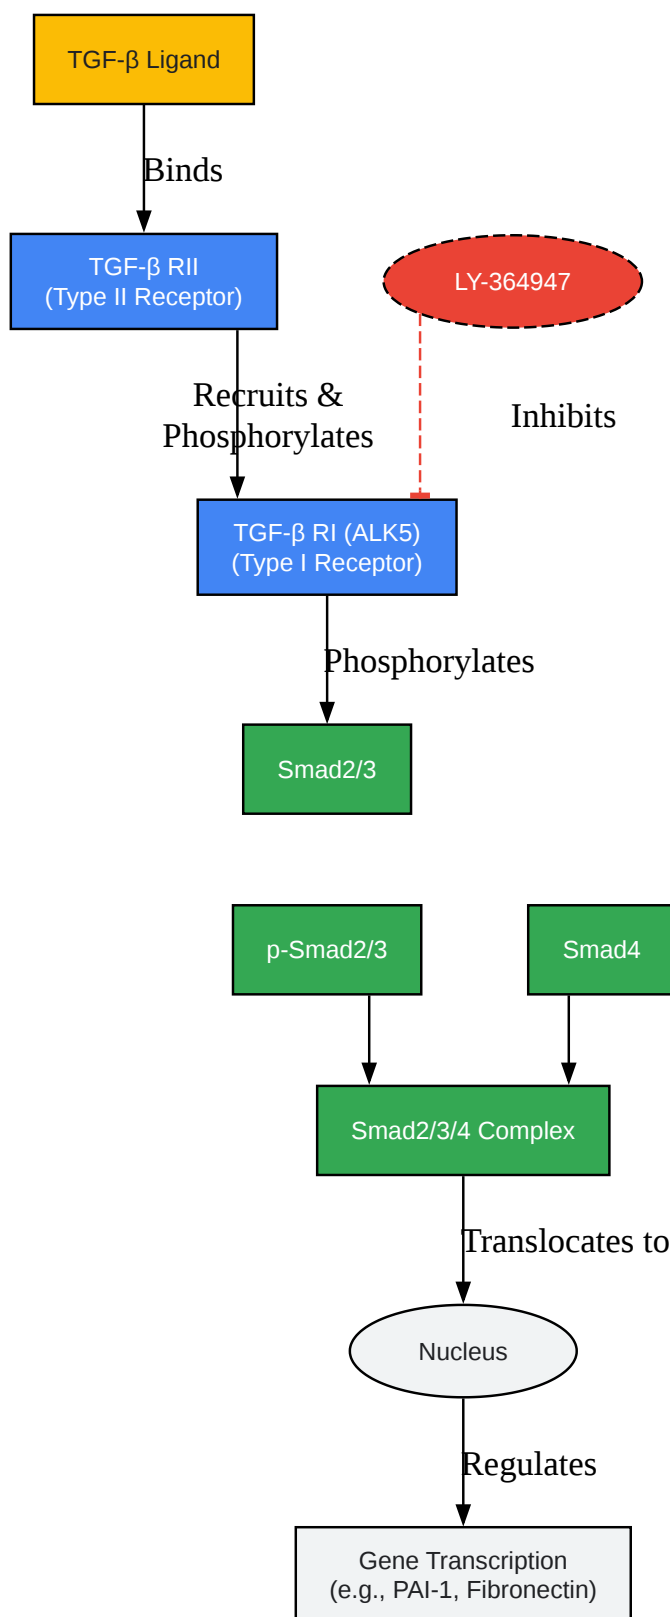 TGF-β Ligand
Binds
TGF-β RII
(Type II Receptor)
LY-364947
Recruits &
Phosphorylates
Inhibits
TGF-β RI (ALK5)
(Type I Receptor)
Phosphorylates
Smad2/3
p-Smad2/3
Smad4
Smad2/3/4 Complex
Translocates to
Nucleus
Regulates
Gene Transcription
(e.g., PAI-1, Fibronectin)